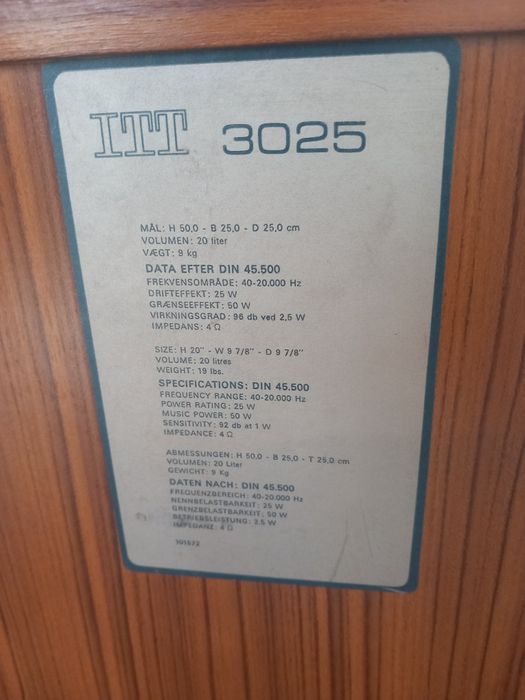 ITT 3025
MÅL: H 50,0 - B 25,0 - D 25,0 cm
VOLUMEN: 20 liter
VÆGT: 9 kg
DATA EFTER DIN 45.500
FREKVENSOMRÅDE: 40-20.000 Hz
DRIFTEFFEKT: 25 W
GRÆNSEEFFEKT: 50 W
VIRKNINGSGRAD: 96 db ved 2,5 W
IMPEDANS: 4 Ω
SIZE: H 20" - W 9 7/8" - D 9 7/8"
VOLUME: 20 litres
WEIGHT: 19 lbs.
SPECIFICATIONS: DIN 45.500
FREQUENCY RANGE: 40-20.000 Hz
POWER RATING: 25 W
MUSIC POWER: 50 W
SENSITIVITY: 92 db at 1 W
IMPEDANCE: 4 Ω
ABMESSUNGEN: H 50,0 - B 25,0 - T 25,0 cm
VOLUMEN: 20 Liter
GEWICHT: 9 Kg
DATEN NACH: DIN 45.500
FREQUENZBEREICH: 40-20.000 Hz
NENNBELASTBARKEIT: 25 W
GRENZBELASTBARKEIT: 50 W
BETRIEBSLEISTUNG: 2,5 W
IMPEDANZ: 4 Ω
101672